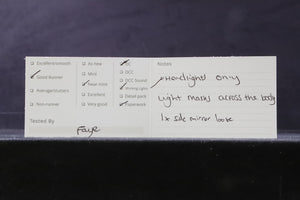 Excellent/smooth
Good Runner
Average/stutters
Non-runner
Tested By
Faye
As new
Mint
Near mint
Excellent
Very good
DC
DCC
DCC Sound
Working Lights
Detail pack
Paperwork
Notes
Headlights only
Light marks across the body
1x side mirror loose